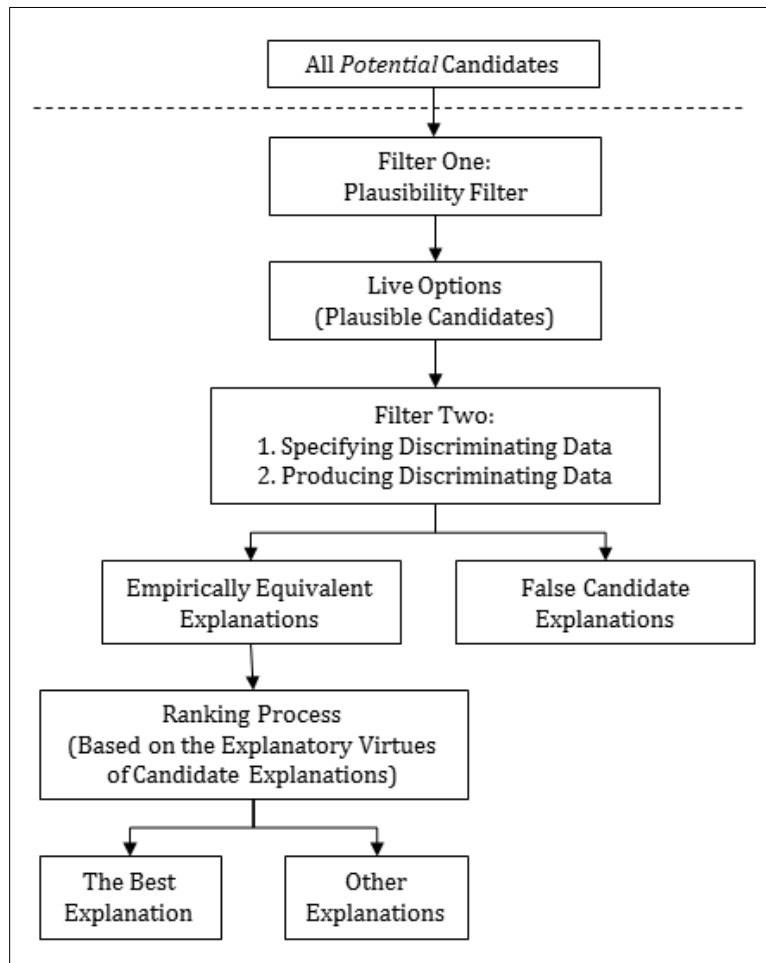 All Potential Candidates
Filter One:
Plausibility Filter
Live Options
(Plausible Candidates)
Filter Two:
1. Specifying Discriminating Data
2. Producing Discriminating Data
Empirically Equivalent
Explanations
False Candidate
Explanations
Ranking Process
(Based on the Explanatory Virtues
of Candidate Explanations)
The Best
Explanation
Other
Explanations